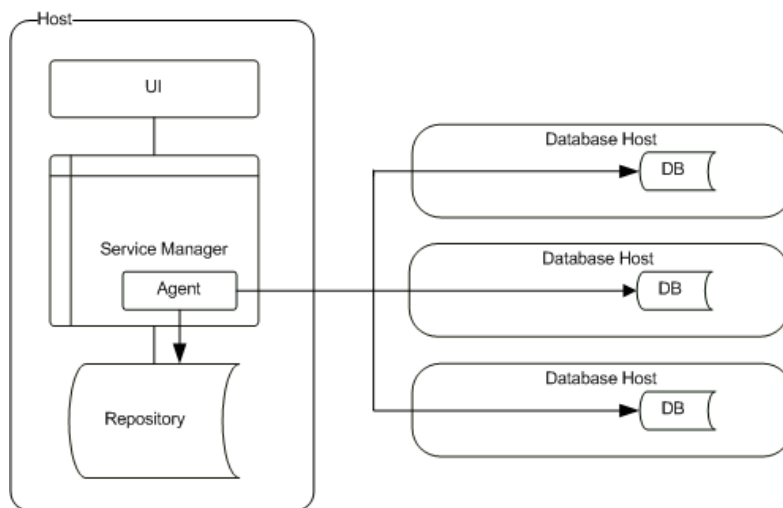 Host
UI
Service Manager
Agent
Repository
Database Host
DB
Database Host
DB
Database Host
DB